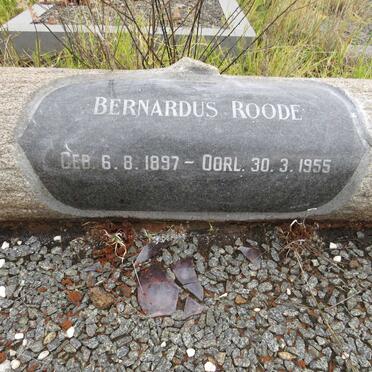 BERNARDUS ROODE
GEB. 6. 8. 1897 - OORL. 30. 3. 1955